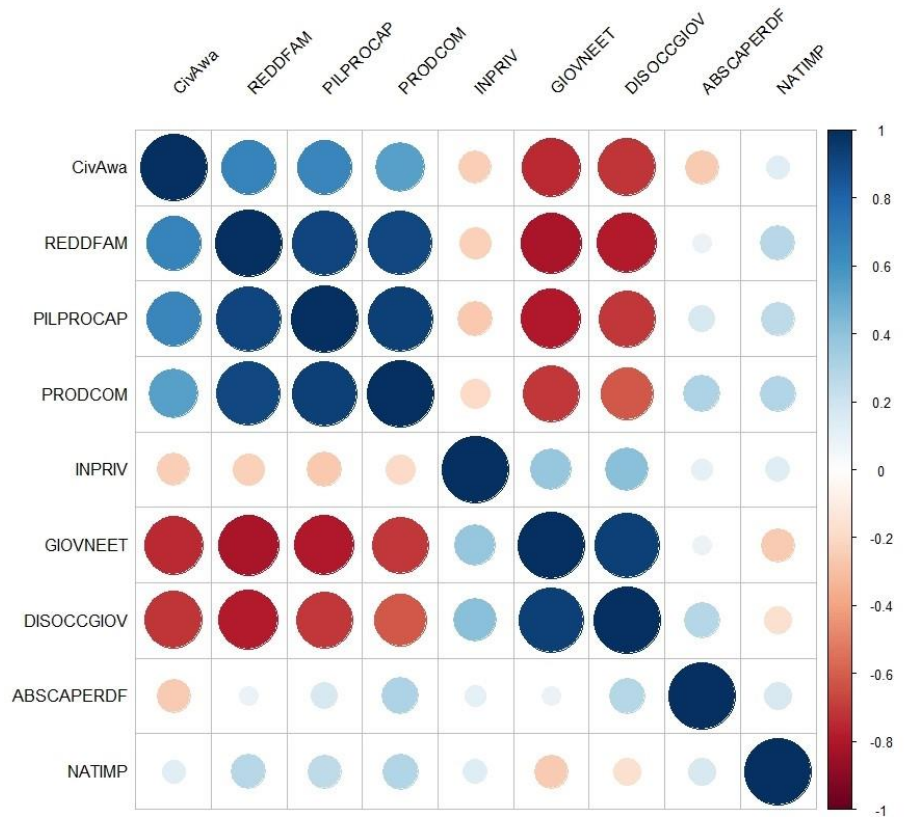 CivAwa
REDDFAM
PILPROCAP
PRODCOM
INPRIV
GIOVNEET
DISOCCGIOV
ABSCAPERDF
NATIMP
CivAwa
REDDFAM
PILPROCAP
PRODCOM
INPRIV
GIOVNEET
DISOCCGIOV
ABSCAPERDF
NATIMP
1
0.8
0.6
0.4
0.2
0
-0.2
-0.4
-0.6
-0.8
-1